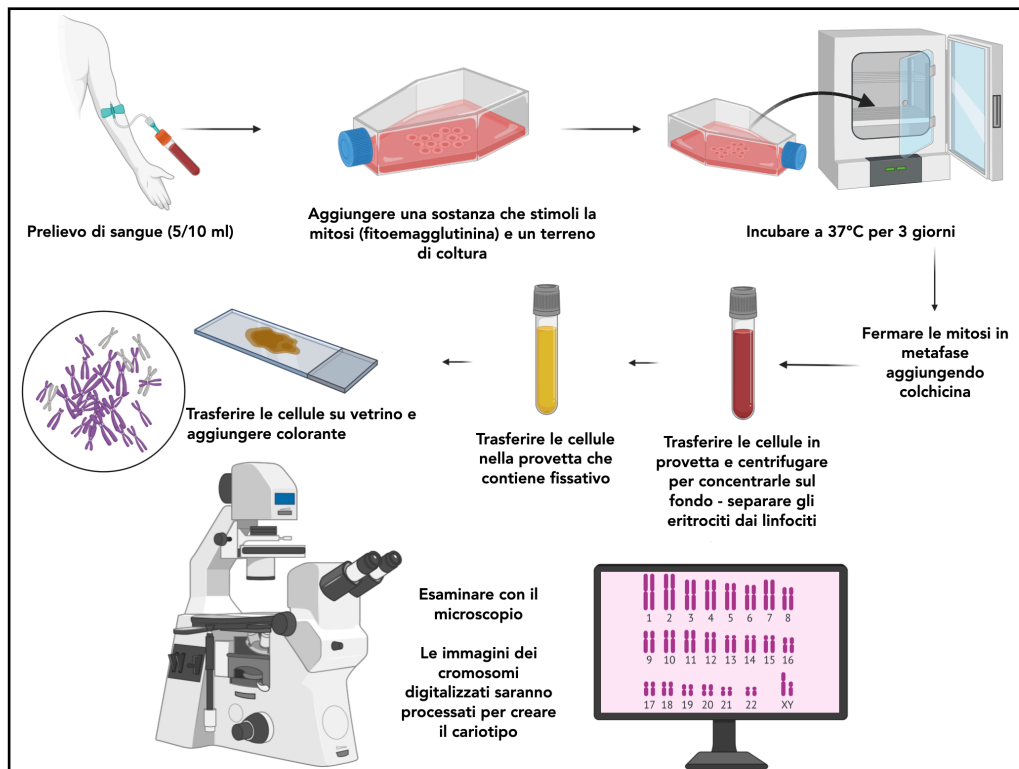 Prelievo di sangue (5/10 ml)
Aggiungere una sostanza che stimoli la
mitosi (fitoemagglutinina) e un terreno
di coltura
Incubare a 37°C per 3 giorni
Fermare le mitosi in
metafase
aggiungendo
colchicina
Trasferire le cellule in
provetta e centrifugare
per concentrarle sul
fondo - separare gli
eritrociti dai linfociti
Trasferire le cellule
nella provetta che
contiene fissativo
Trasferire le cellule su vetrino e
aggiungere colorante
Esaminare con il
microscopio
Le immagini dei
cromosomi
digitalizzati saranno
processati per creare
il cariotipo
1 2 3 4 5 6 7 8
9 10 11 12 13 14 15 16
17 18 19 20 21 22 XY